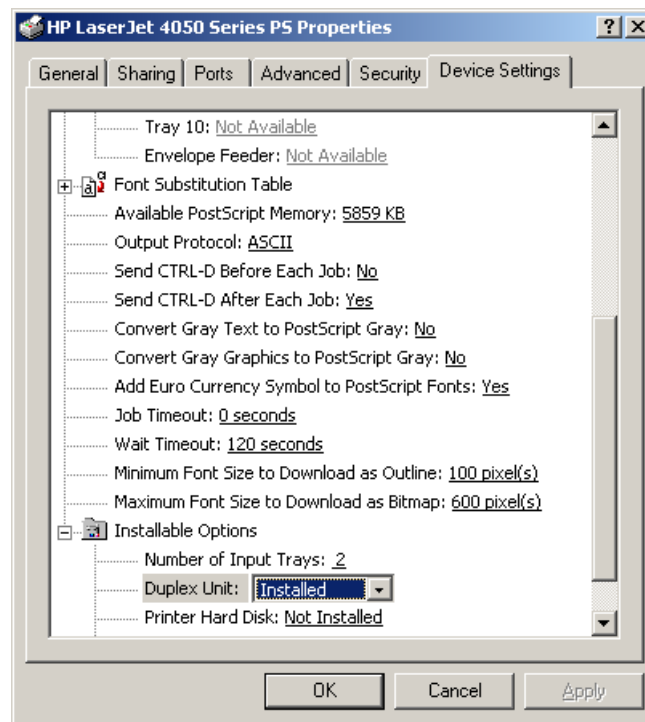 HP LaserJet 4050 Series PS Properties
General Sharing Ports Advanced Security Device Settings
Tray 10: Not Available
Envelope Feeder: Not Available
Font Substitution Table
Available PostScript Memory: 5859 KB
Output Protocol: ASCII
Send CTRL-D Before Each Job: No
Send CTRL-D After Each Job: Yes
Convert Gray Text to PostScript Gray: No
Convert Gray Graphics to PostScript Gray: No
Add Euro Currency Symbol to PostScript Fonts: Yes
Job Timeout: 0 seconds
Wait Timeout: 120 seconds
Minimum Font Size to Download as Outline: 100 pixel(s)
Maximum Font Size to Download as Bitmap: 600 pixel(s)
Installable Options
Number of Input Trays: 2
Duplex Unit: Installed
Printer Hard Disk: Not Installed
OK Cancel Apply